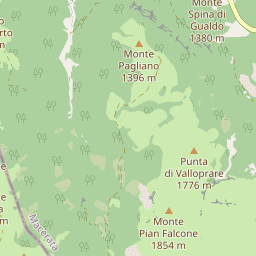 Monte
Spina di
Gualdo
1380 m
Monte
Pagliano
1396 m
Punta
di Valloprare
1776 m
Monte
Pian Falcone
1854 m
Macerata